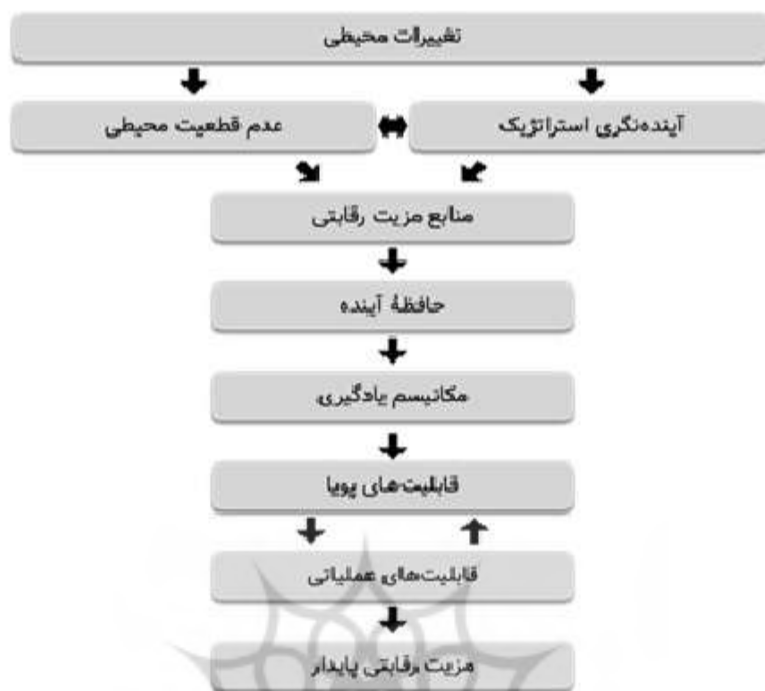 تغییرات محیطی
آینده‌نگری استراتژیک
عدم قطعیت محیطی
منابع مزیت رقابتی
حافظهٔ آینده
مکانیسم یادگیری
قابلیت‌های پویا
قابلیت‌های عملیاتی
مزیت رقابتی پایدار